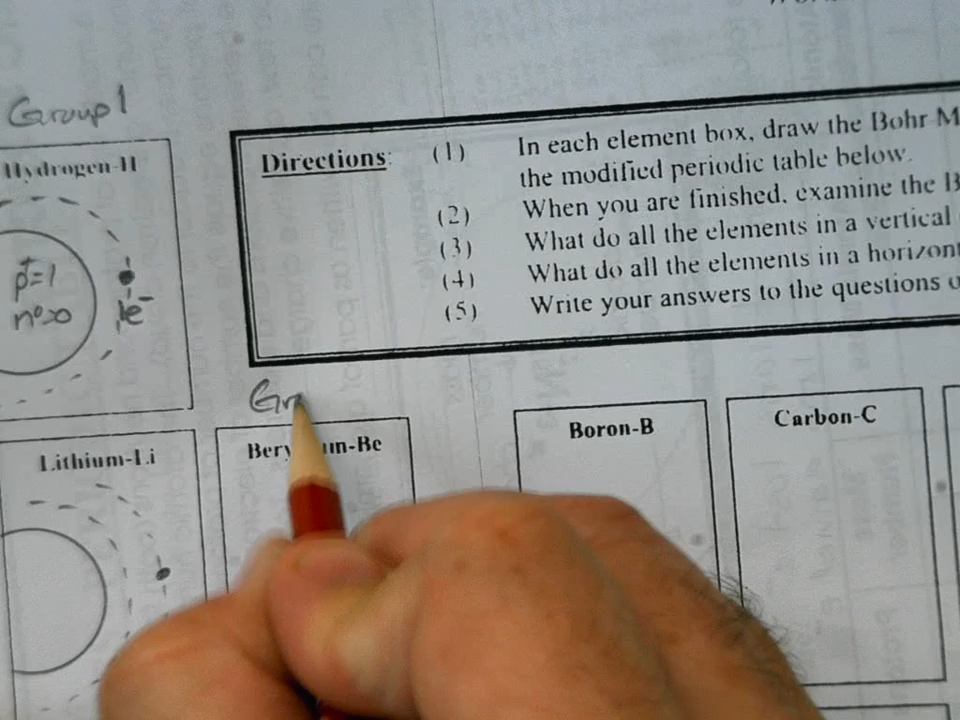 Group 1
Hydrogen-H
p+=1
n°=0
1e-
Directions: (1) In each element box, draw the Bohr M
the modified periodic table below.
(2) When you are finished, examine the B
(3) What do all the elements in a vertical
(4) What do all the elements in a horizont
(5) Write your answers to the questions o
Gr
Lithium-Li
Boron-B
Carbon-C